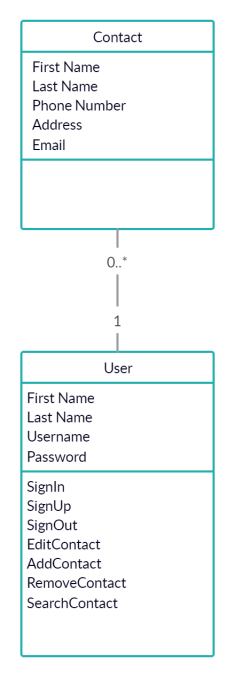 Contact
First Name
Last Name
Phone Number
Address
Email
0..*
1
User
First Name
Last Name
Username
Password
SignIn
SignUp
SignOut
EditContact
AddContact
RemoveContact
SearchContact